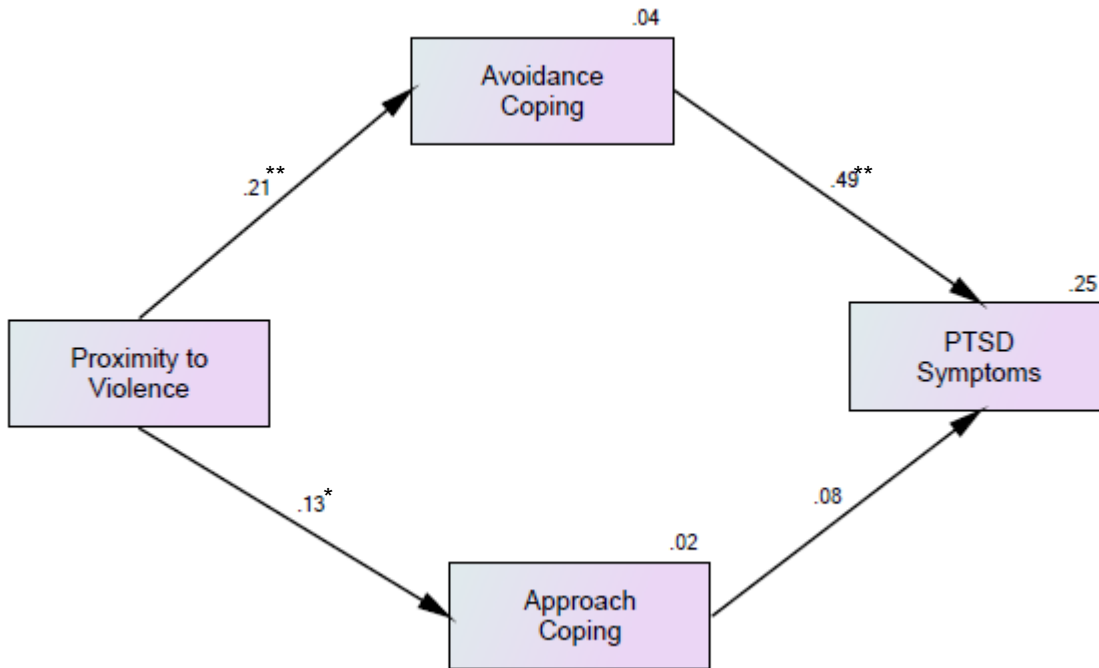 .04
Avoidance
Coping
.21**
.49**
.25
Proximity to
Violence
PTSD
Symptoms
.13*
.08
.02
Approach
Coping